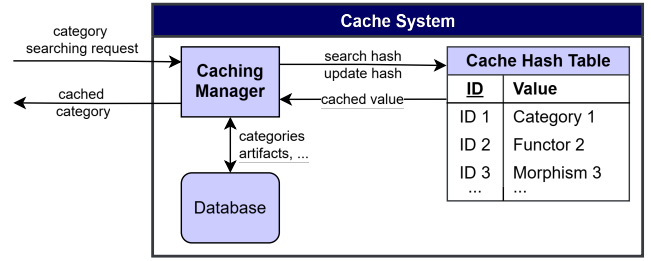 Cache System
category
searching request
cached
category
Caching
Manager
search hash
update hash
cached value
categories
artifacts, ...
Database
Cache Hash Table
ID Value
ID 1 Category 1
ID 2 Functor 2
ID 3 Morphism 3
... ...